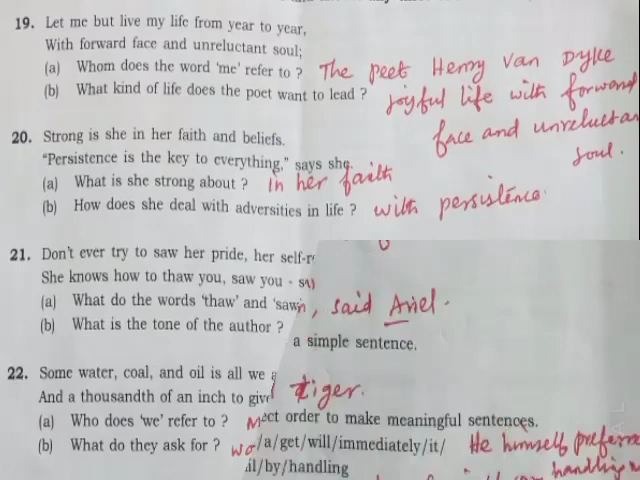 19. Let me but live my life from year to year,
With forward face and unreluctant soul;
(a) Whom does the word 'me' refer to ? The poet Henry Van Dyke
(b) What kind of life does the poet want to lead ? joyful life with forward
face and unreluctan
soul.
20. Strong is she in her faith and beliefs.
"Persistence is the key to everything," says she.
(a) What is she strong about ? in her faith
(b) How does she deal with adversities in life ? with persistence.
21. Don't ever try to saw her pride, her self-re
She knows how to thaw you, saw you - so
(a) What do the words 'thaw' and 'saw , said Ariel.
(b) What is the tone of the author ?
a simple sentence.
22. Some water, coal, and oil is all we
And a thousandth of an inch to give tiger.
(a) Who does 'we' refer to ? ect order to make meaningful sentences.
(b) What do they ask for ? wa /a/get/will/immediately/it/ He himself
il/by/handling handling